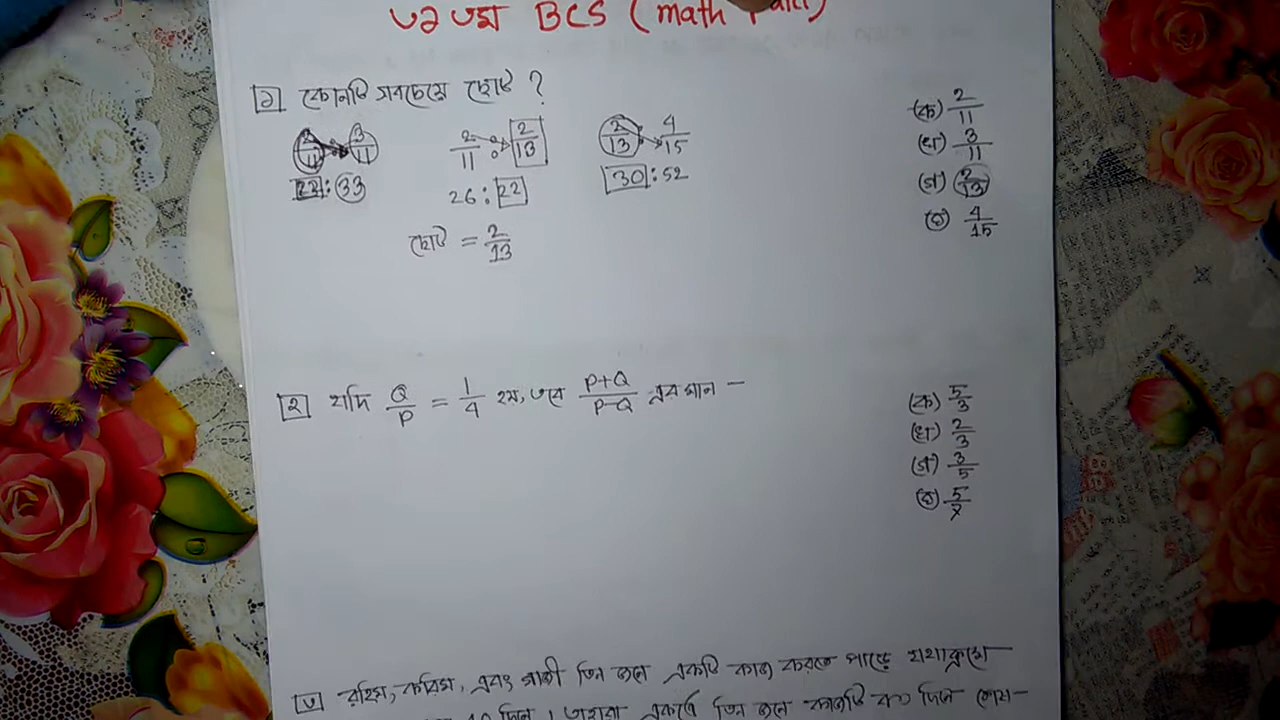 ৩২ তম BCS (math Part)
১ কোনটি সবচেয়ে ছোট ?
2/11 3/11 2/11 2/13 2/13 4/15
22 : 33 26 : 22 30 : 52
ছোট = 2/13
(ক) 2/11
(খ) 3/11
(গ) 2/13
(ঘ) 4/15
২ যদি Q/P = 1/4 হয়, তবে P+Q/P-Q এর মান —
(ক) 5/3
(খ) 2/3
(গ) 3/5
(ঘ) 5/7
৩ রহিম, করিম, এবং গাজী তিন জনে একটি কাজ করতে পারে যথাক্রমে
দিনে । তাহারা একত্রে তিন জনে কাজটি কত দিনে শেষ